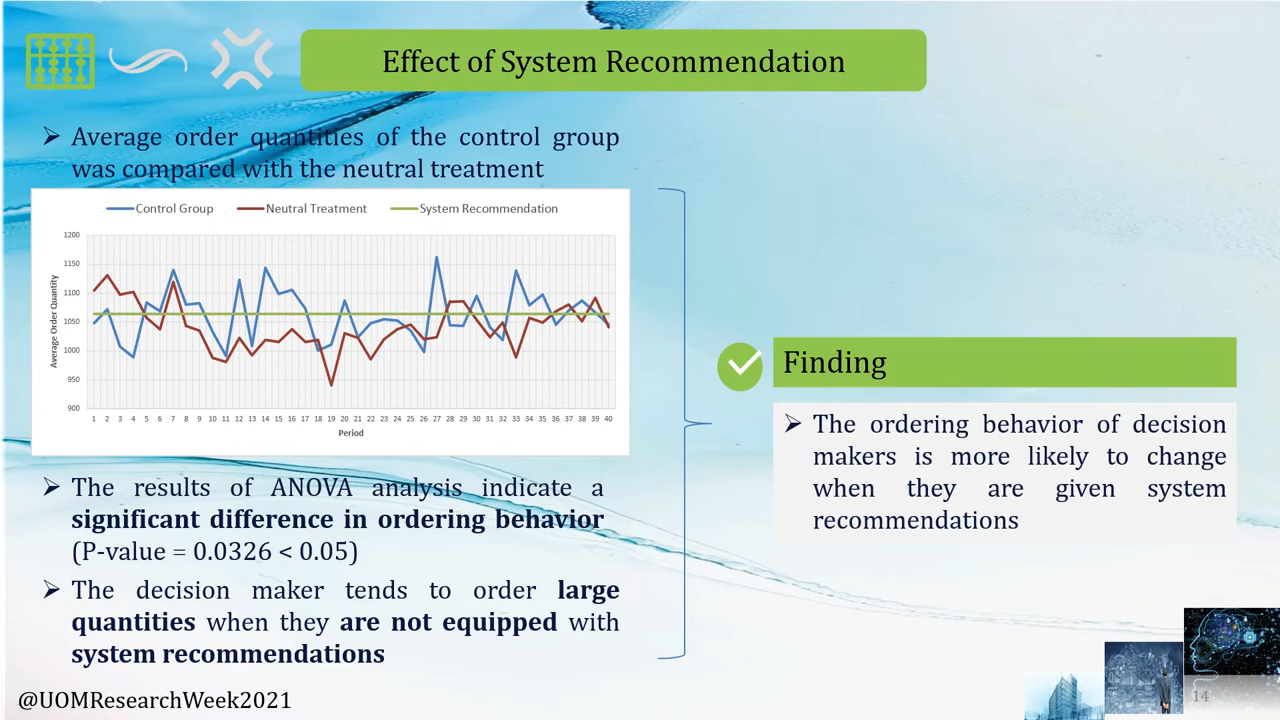 Effect of System Recommendation
➢ Average order quantities of the control group
was compared with the neutral treatment
Control Group Neutral Treatment System Recommendation
1200
1150
1100
1050
1000
950
900
Average Order Quantity
1 2 3 4 5 6 7 8 9 10 11 12 13 14 15 16 17 18 19 20 21 22 23 24 25 26 27 28 29 30 31 32 33 34 35 36 37 38 39 40
Period
➢ The results of ANOVA analysis indicate a
significant difference in ordering behavior
(P-value = 0.0326 < 0.05)
➢ The decision maker tends to order large
quantities when they are not equipped with
system recommendations
Finding
➢ The ordering behavior of decision
makers is more likely to change
when they are given system
recommendations
@UOMResearchWeek2021
14